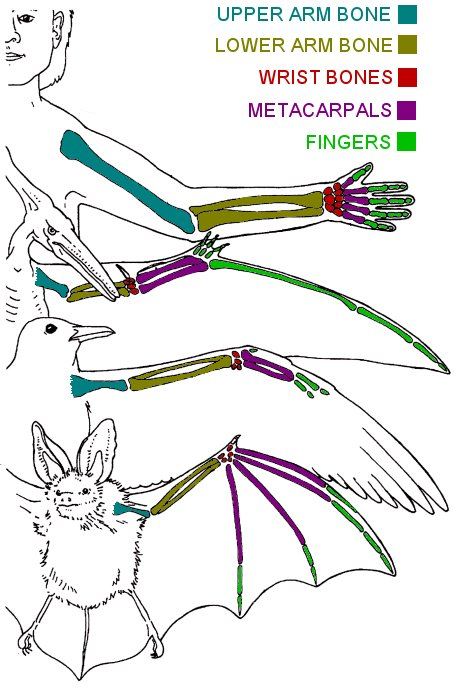 UPPER ARM BONE
LOWER ARM BONE
WRIST BONES
METACARPALS
FINGERS